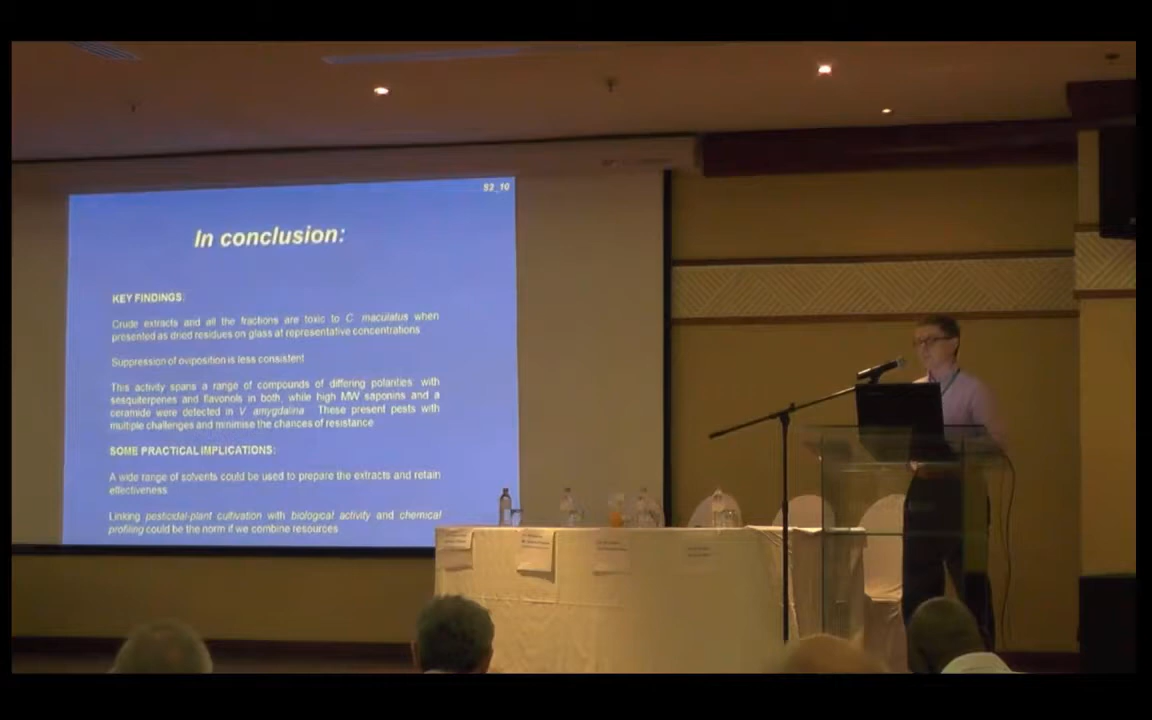 S2_10
In conclusion:
KEY FINDINGS:
Crude extracts and all the fractions are toxic to C maculatus when
presented as dried residues on glass at representative concentrations
Suppression of oviposition is less consistent
This activity spans a range of compounds of differing polarities with
sesquiterpenes and flavonols in both, while high MW saponins and a
ceramide were detected in V amygdalina These present pests with
multiple challenges and minimise the chances of resistance
SOME PRACTICAL IMPLICATIONS:
A wide range of solvents could be used to prepare the extracts and retain
effectiveness
Linking pesticidal-plant cultivation with biological activity and chemical
profiling could be the norm if we combine resources